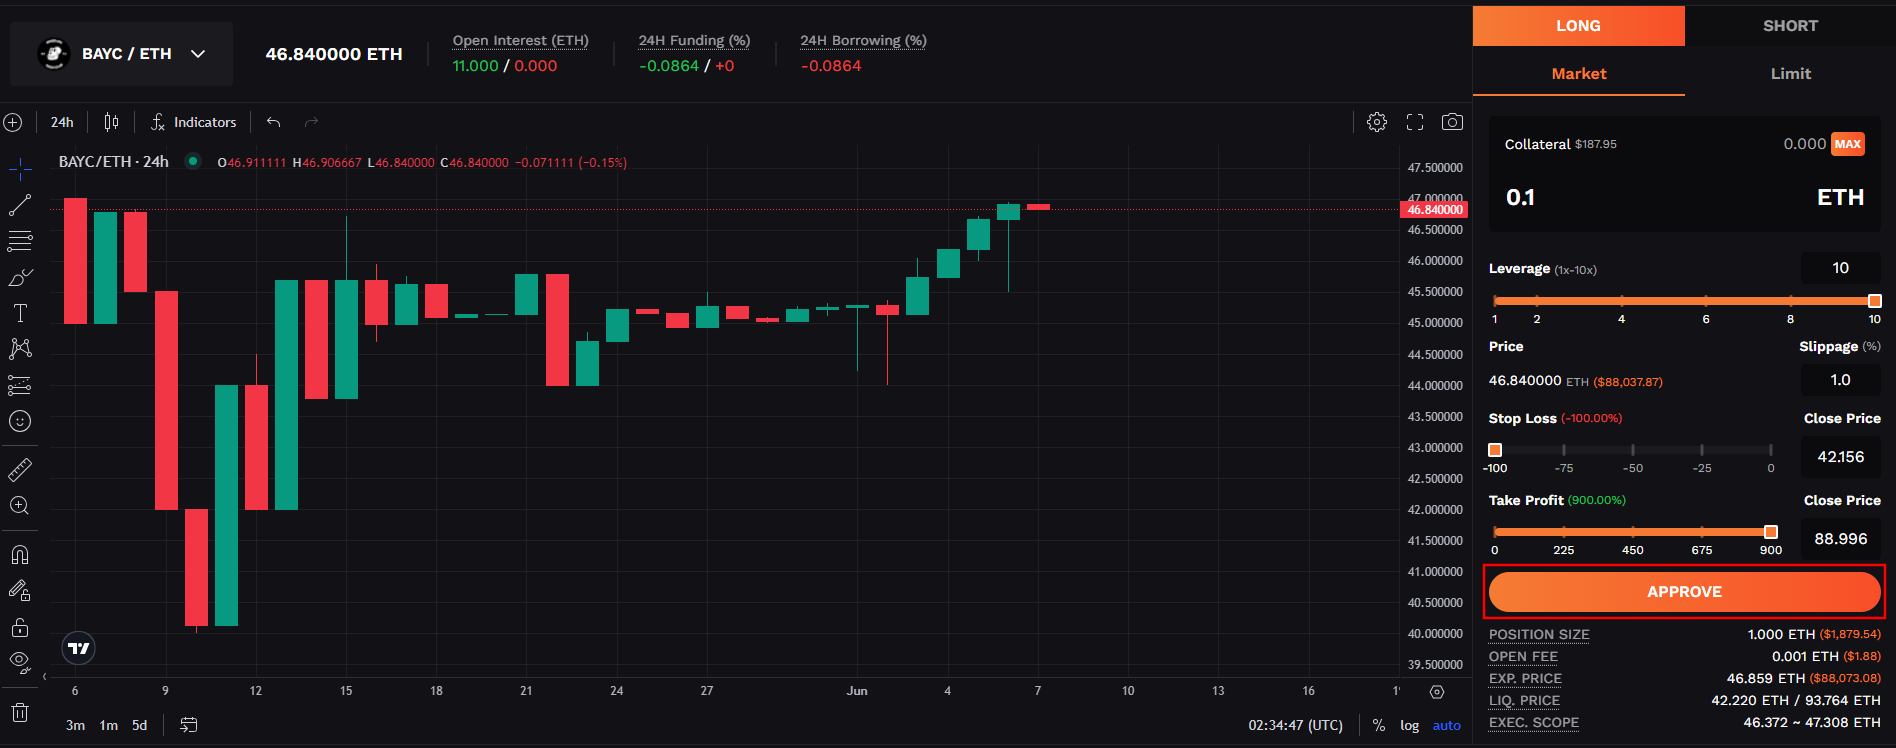 BAYC / ETH
46.840000 ETH
Open Interest (ETH)
11.000 / 0.000
24H Funding (%)
-0.0864 / +0
24H Borrowing (%)
-0.0864
LONG
SHORT
Market
Limit
24h
Indicators
BAYC/ETH · 24h
O46.911111 H46.906667 L46.840000 C46.840000 −0.071111 (−0.15%)
47.500000
47.000000
46.840000
46.500000
46.000000
45.500000
45.000000
44.500000
44.000000
43.500000
43.000000
42.500000
42.000000
41.500000
41.000000
40.500000
40.000000
39.500000
6 9 12 15 18 21 24 27 Jun 4 7 10 13 16
3m 1m 5d
02:34:47 (UTC)
% log auto
Collateral $187.95
0.000 MAX
0.1 ETH
Leverage (1x-10x)
10
1 2 4 6 8 10
Price
Slippage (%)
46.840000 ETH ($88,037.87)
1.0
Stop Loss (-100.00%)
Close Price
42.156
-100 -75 -50 -25 0
Take Profit (900.00%)
Close Price
88.996
0 225 450 675 900
APPROVE
POSITION SIZE 1.000 ETH ($1,879.54)
OPEN FEE 0.001 ETH ($1.88)
EXP. PRICE 46.859 ETH ($88,073.08)
LIQ. PRICE 42.220 ETH / 93.764 ETH
EXEC. SCOPE 46.372 ~ 47.308 ETH